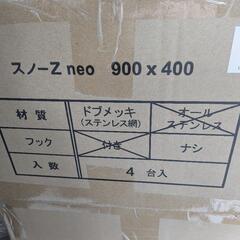 スノーZ neo 900 x 400
材質 ドブメッキ オール
(ステンレス網) ステンレス
フック 付き ナシ
入数 4 台入